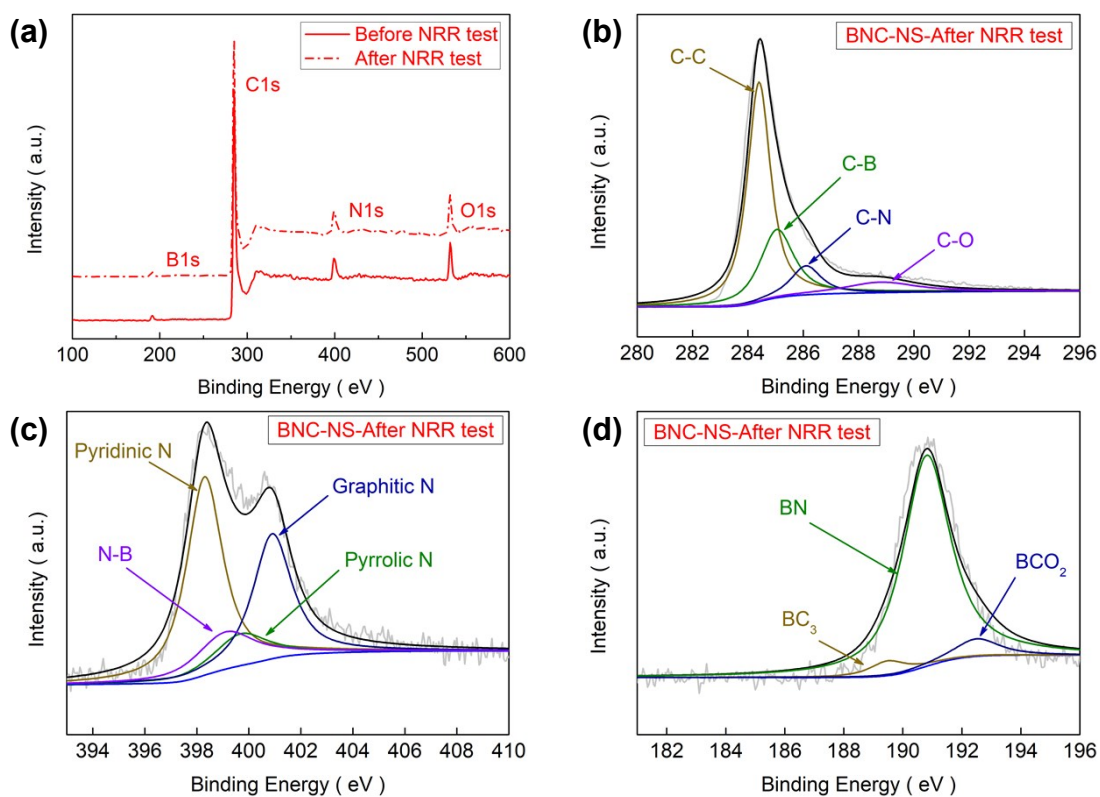 (a)
Before NRR test
After NRR test
C1s
N1s
O1s
B1s
Intensity ( a.u.)
100 200 300 400 500 600
Binding Energy ( eV )
(b)
BNC-NS-After NRR test
C-C
C-B
C-N
C-O
Intensity ( a.u.)
280 282 284 286 288 290 292 294 296
Binding Energy ( eV )
(c)
BNC-NS-After NRR test
Pyridinic N
Graphitic N
N-B
Pyrrolic N
Intensity ( a.u.)
394 396 398 400 402 404 406 408 410
Binding Energy ( eV )
(d)
BNC-NS-After NRR test
BN
BCO₂
BC₃
Intensity ( a.u.)
182 184 186 188 190 192 194 196
Binding Energy ( eV )